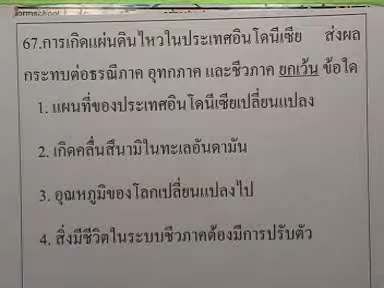 ormschool
67.การเกิดแผ่นดินไหวในประเทศอินโดนีเซีย ส่งผล
กระทบต่อธรณีภาค อุทกภาค และชีวภาค ยกเว้น ข้อใด
1. แผนที่ของประเทศอินโดนีเซียเปลี่ยนแปลง
2. เกิดคลื่นสึนามิในทะเลอันดามัน
3. อุณหภูมิของโลกเปลี่ยนแปลงไป
4. สิ่งมีชีวิตในระบบชีวภาคต้องมีการปรับตัว